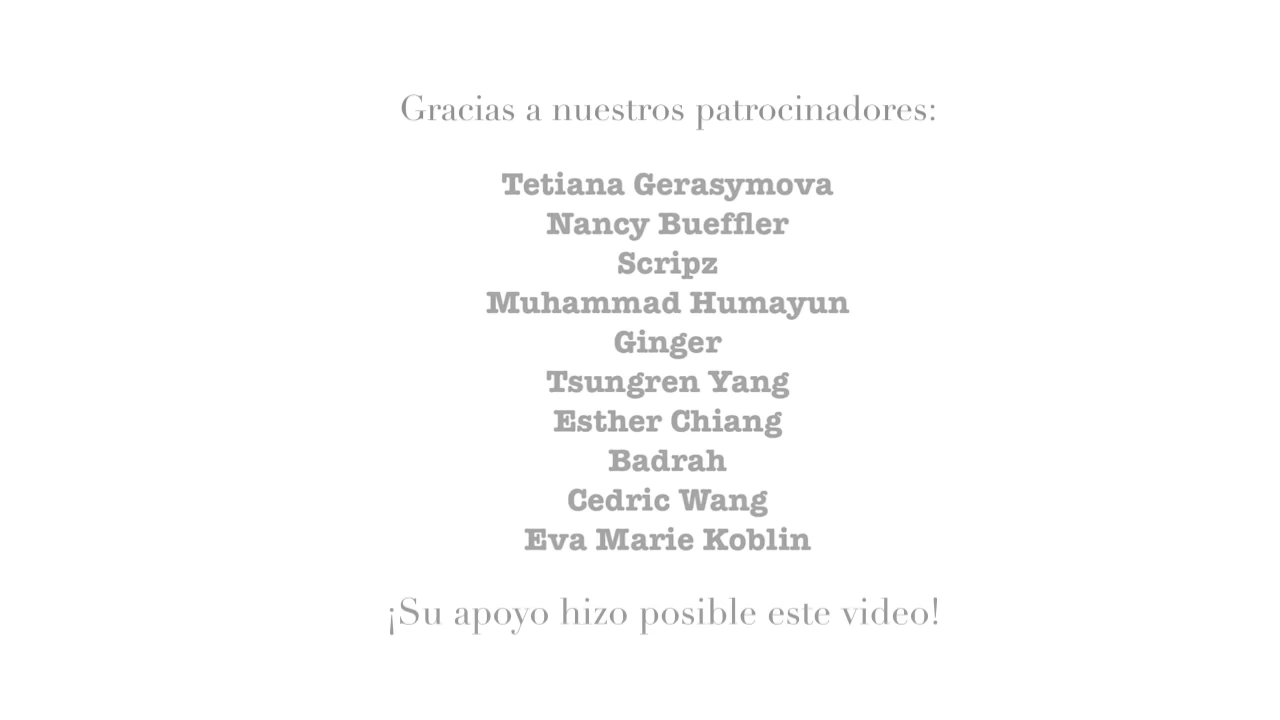 Gracias a nuestros patrocinadores:
Tetiana Gerasymova
Nancy Bueffler
Scripz
Muhammad Humayun
Ginger
Tsungren Yang
Esther Chiang
Badrah
Cedric Wang
Eva Marie Koblin
¡Su apoyo hizo posible este video!